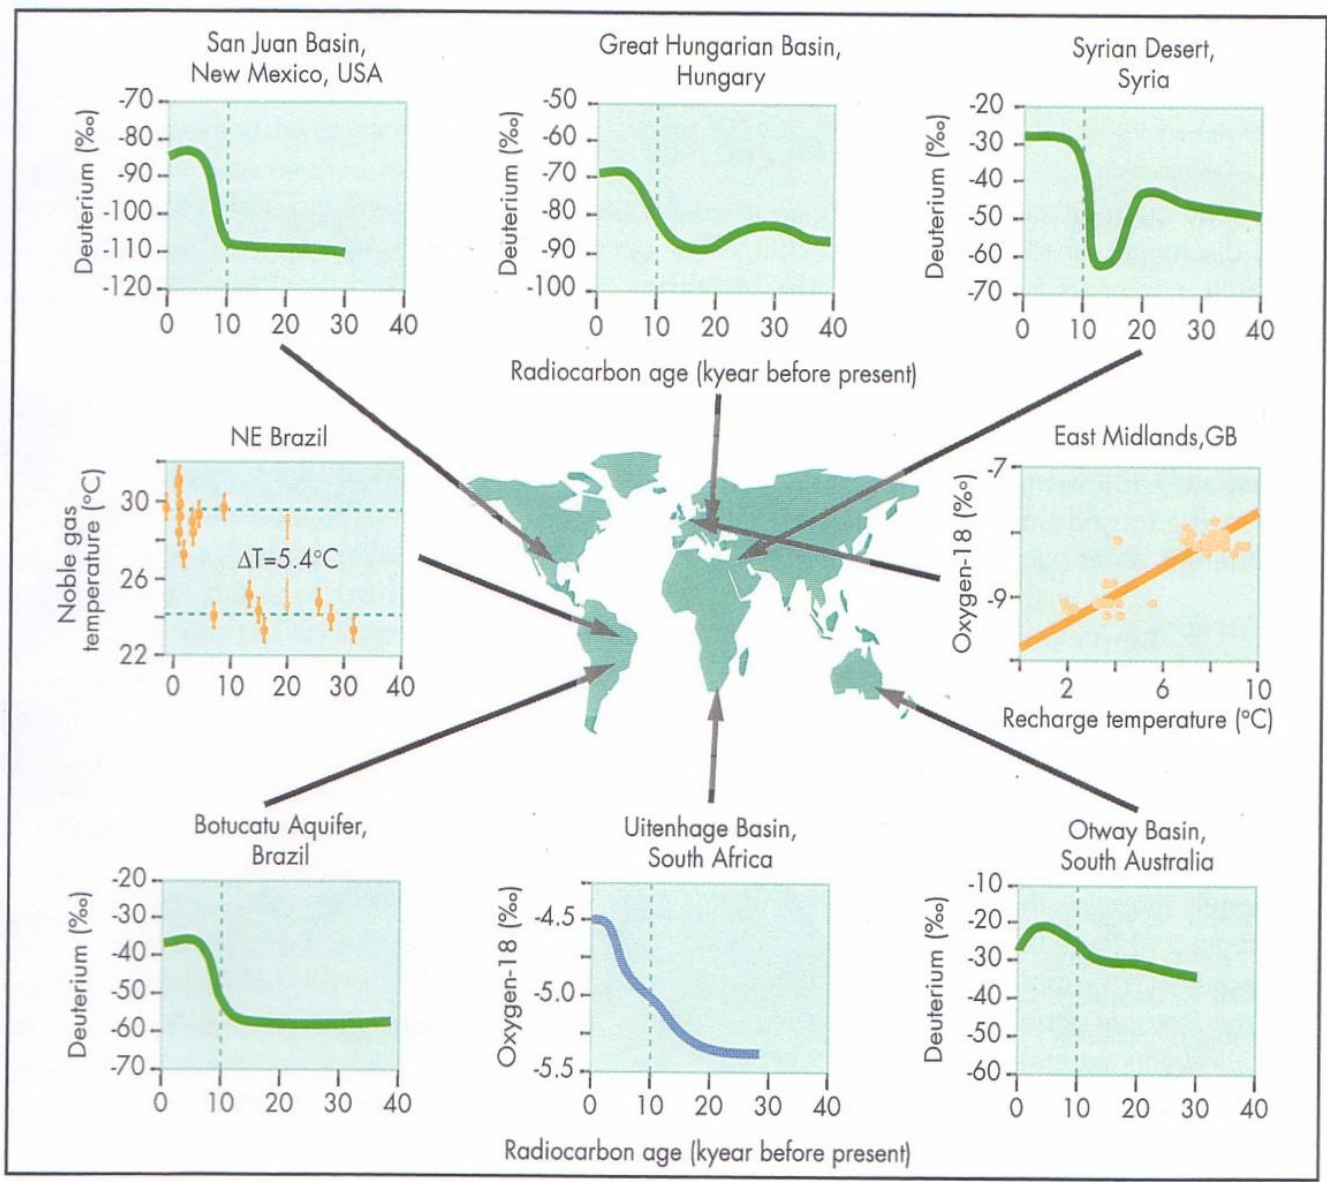 San Juan Basin,
New Mexico, USA
Deuterium (‰)
-70
-80
-90
-100
-110
-120
0 10 20 30 40
Great Hungarian Basin,
Hungary
Deuterium (‰)
-50
-60
-70
-80
-90
-100
0 10 20 30 40
Radiocarbon age (kyear before present)
Syrian Desert,
Syria
Deuterium (‰)
-20
-30
-40
-50
-60
-70
0 10 20 30 40
NE Brazil
Noble gas
temperature (°C)
30
26
22
ΔT=5.4°C
0 10 20 30 40
East Midlands,GB
Oxygen-18 (‰)
-7
-9
2 6 10
Recharge temperature (°C)
Botucatu Aquifer,
Brazil
Deuterium (‰)
-20
-30
-40
-50
-60
-70
0 10 20 30 40
Uitenhage Basin,
South Africa
Oxygen-18 (‰)
-4.5
-5.0
-5.5
0 10 20 30 40
Radiocarbon age (kyear before present)
Otway Basin,
South Australia
Deuterium (‰)
-10
-20
-30
-40
-50
-60
0 10 20 30 40